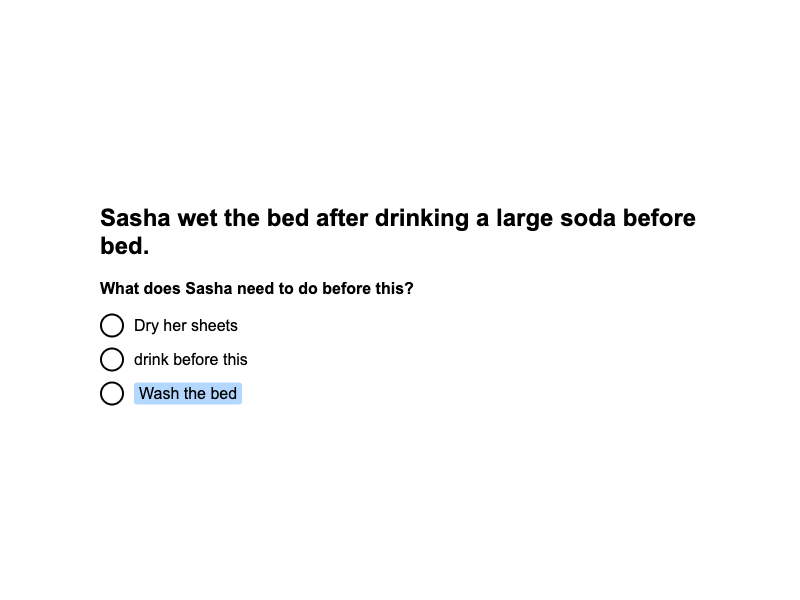 Sasha wet the bed after drinking a large soda before
bed.
What does Sasha need to do before this?
Dry her sheets
drink before this
Wash the bed